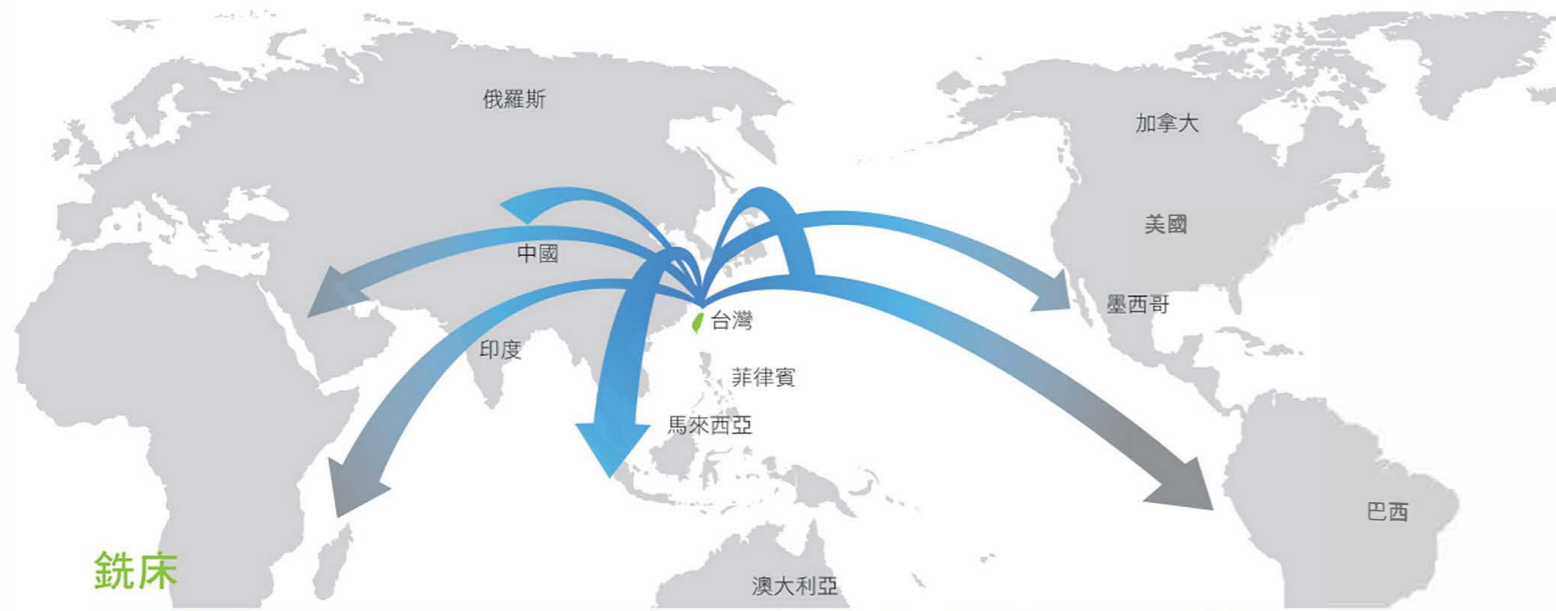 俄羅斯
加拿大
美國
中國
墨西哥
台灣
印度
菲律賓
馬來西亞
巴西
銑床
澳大利亞